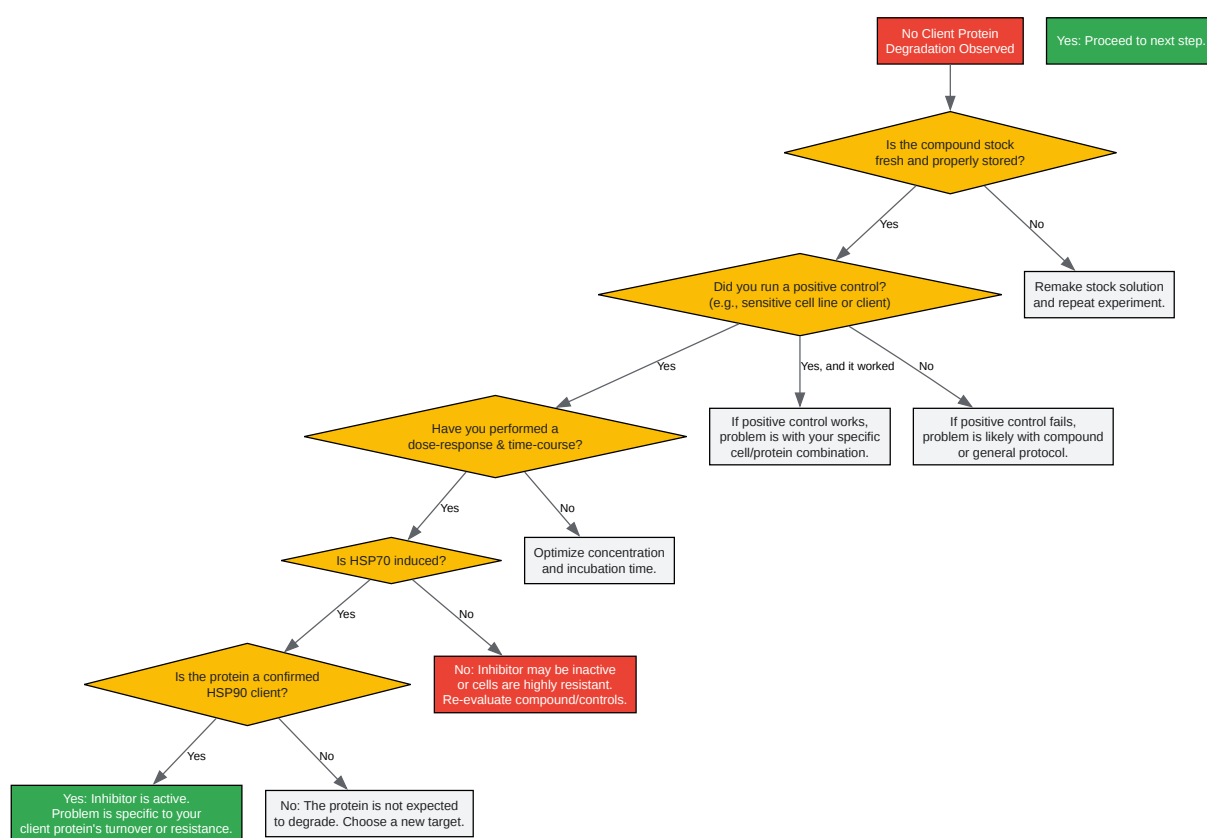 No Client Protein
Degradation Observed
Yes: Proceed to next step.
Is the compound stock
fresh and properly stored?
Yes
No
Did you run a positive control?
(e.g., sensitive cell line or client)
Remake stock solution
and repeat experiment.
Yes
Yes, and it worked
No
Have you performed a
dose-response & time-course?
If positive control works,
problem is with your specific
cell/protein combination.
If positive control fails,
problem is likely with compound
or general protocol.
Yes
No
Is HSP70 induced?
Optimize concentration
and incubation time.
Yes
No
Is the protein a confirmed
HSP90 client?
No: Inhibitor may be inactive
or cells are highly resistant.
Re-evaluate compound/controls.
Yes
No
Yes: Inhibitor is active.
Problem is specific to your
client protein's turnover or resistance.
No: The protein is not expected
to degrade. Choose a new target.